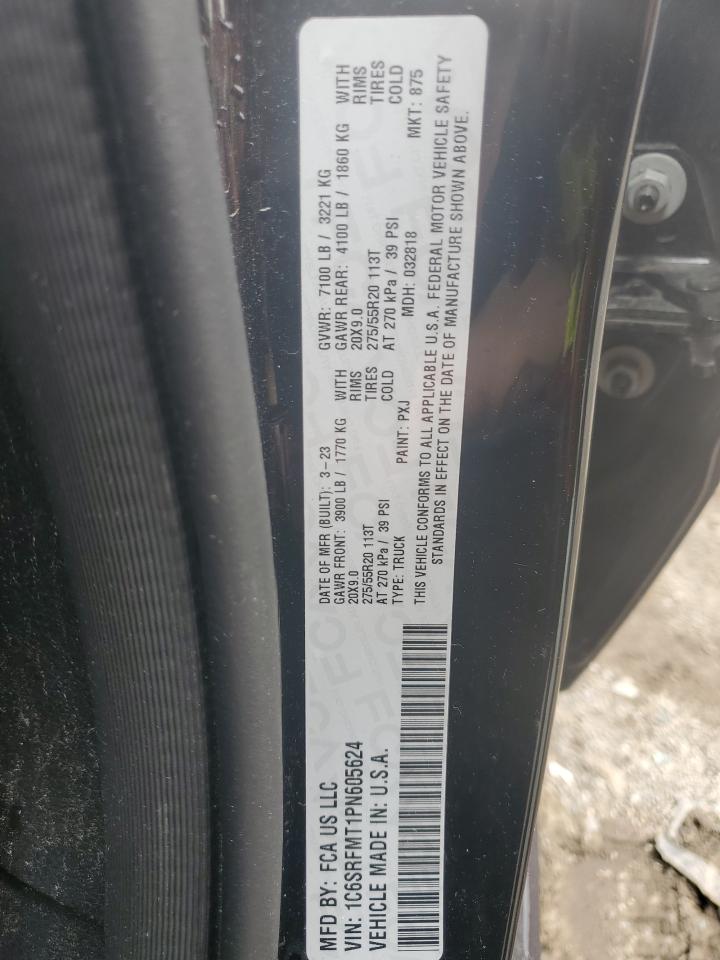 MFD BY: FCA US LLC
DATE OF MFR (BUILT): 3-23
GVWR: 7100 LB / 3221 KG
GAWR FRONT: 3900 LB / 1770 KG WITH
20X9.0 RIMS
275/55R20 113T TIRES
AT 270 kPa / 39 PSI COLD
GAWR REAR: 4100 LB / 1860 KG WITH
20X9.0 RIMS
275/55R20 113T TIRES
AT 270 kPa / 39 PSI COLD
VIN: 1C6SRFMT1PN605624
TYPE: TRUCK
PAINT: PXJ
MDH: 032818
MKT: 875
VEHICLE MADE IN: U.S.A.
THIS VEHICLE CONFORMS TO ALL APPLICABLE U.S.A. FEDERAL MOTOR VEHICLE SAFETY
STANDARDS IN EFFECT ON THE DATE OF MANUFACTURE SHOWN ABOVE.